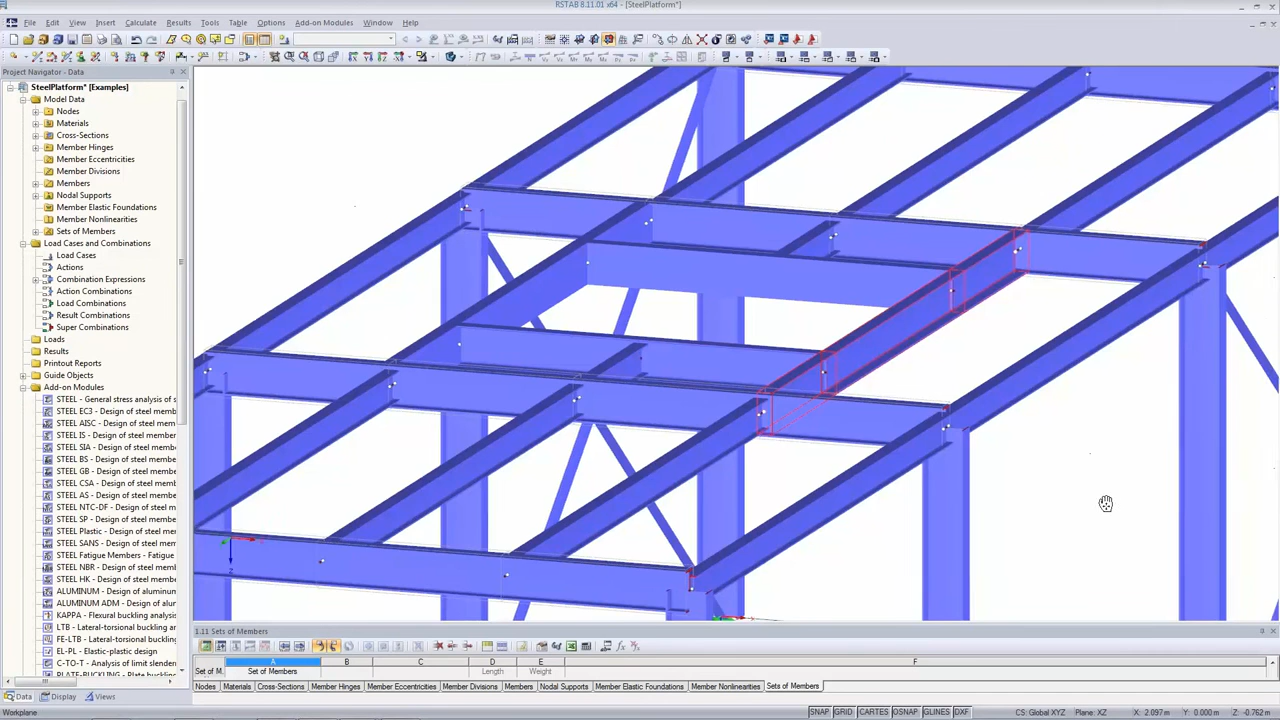 RSTAB 8.11.01 x64 - [SteelPlatform*]
File Edit View Insert Calculate Results Tools Table Options Add-on Modules Window Help
Project Navigator - Data
SteelPlatform* [Examples]
Model Data
Nodes
Materials
Cross-Sections
Member Hinges
Member Eccentricities
Member Divisions
Members
Nodal Supports
Member Elastic Foundations
Member Nonlinearities
Sets of Members
Load Cases and Combinations
Load Cases
Actions
Combination Expressions
Action Combinations
Load Combinations
Result Combinations
Super Combinations
Loads
Results
Printout Reports
Guide Objects
Add-on Modules
STEEL - General stress analysis of s
STEEL EC3 - Design of steel membe
STEEL AISC - Design of steel memb
STEEL IS - Design of steel member
STEEL SIA - Design of steel membe
STEEL BS - Design of steel member
STEEL GB - Design of steel membe
STEEL CSA - Design of steel memb
STEEL AS - Design of steel membe
STEEL NTC-DF - Design of steel m
STEEL SP - Design of steel membe
STEEL Plastic - Design of steel me
STEEL SANS - Design of steel mem
STEEL Fatigue Members - Fatigue
STEEL NBR - Design of steel mem
STEEL HK - Design of steel membe
ALUMINUM - Design of aluminu
ALUMINUM ADM - Design of alu
KAPPA - Flexural buckling analysi
LTB - Lateral-torsional buckling a
FE-LTB - Lateral-torsional bucklin
EL-PL - Elastic-plastic design
C-TO-T - Analysis of limit slender
Data Display Views
1.11 Sets of Members
A B C D E F
Set of M. Set of Members Length Weight
Nodes Materials Cross-Sections Member Hinges Member Eccentricities Member Divisions Members Nodal Supports Member Elastic Foundations Member Nonlinearities Sets of Members
Workplane SNAP GRID CARTES OSNAP GLINES DXF CS: Global XYZ Plane: XZ X: 2.097 m Y: 0.000 m Z: -0.762 m